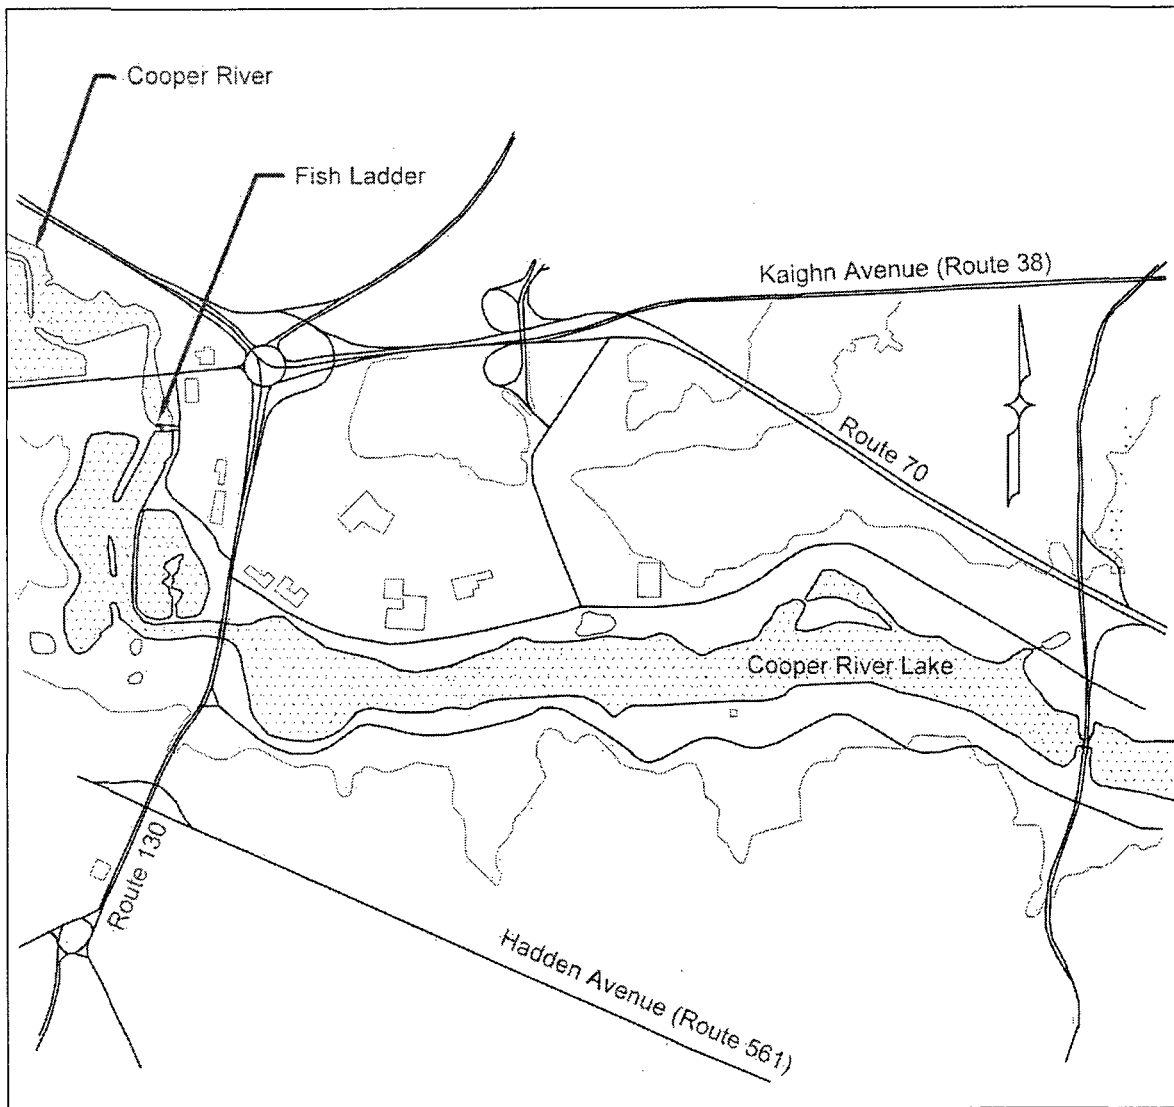 Cooper River
Fish Ladder
Kaighn Avenue (Route 38)
Route 70
Cooper River Lake
Route 130
Hadden Avenue (Route 561)